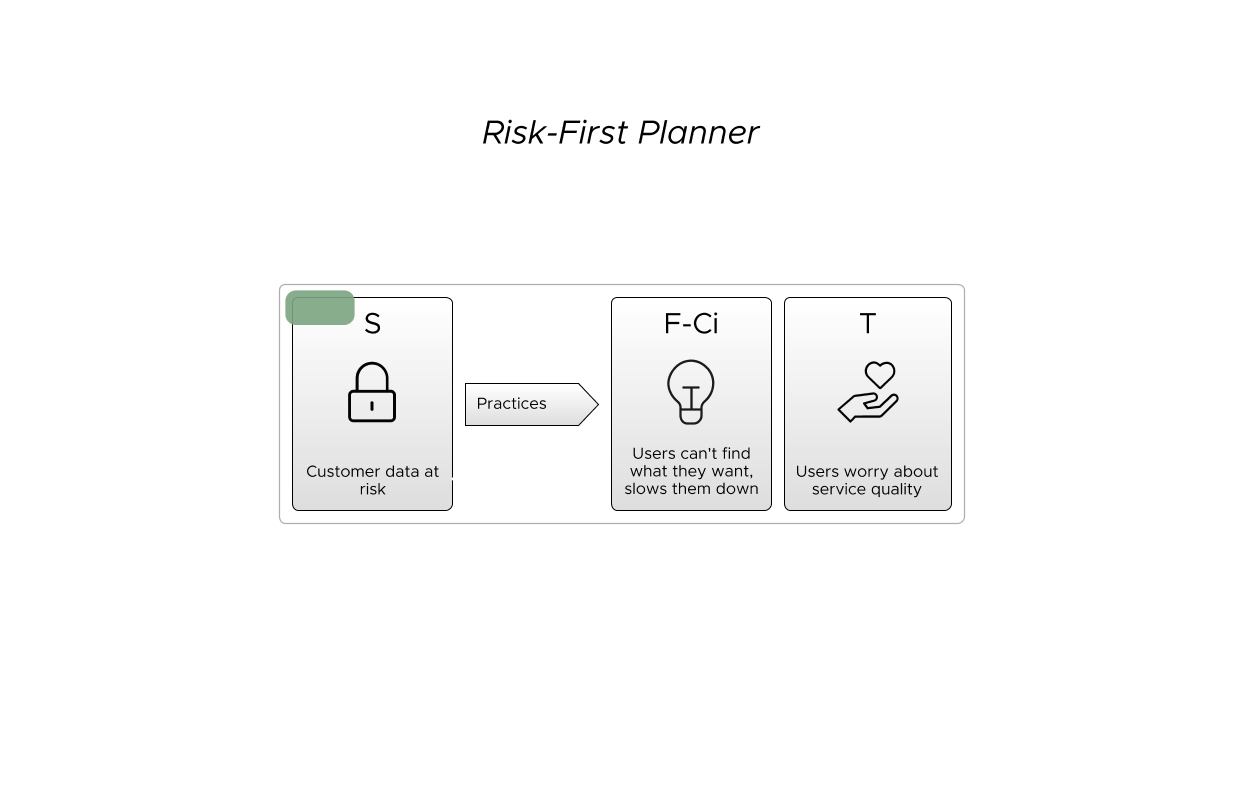 Risk-First Planner
S
Customer data at
risk
Practices
F-Ci
Users can't find
what they want,
slows them down
T
Users worry about
service quality